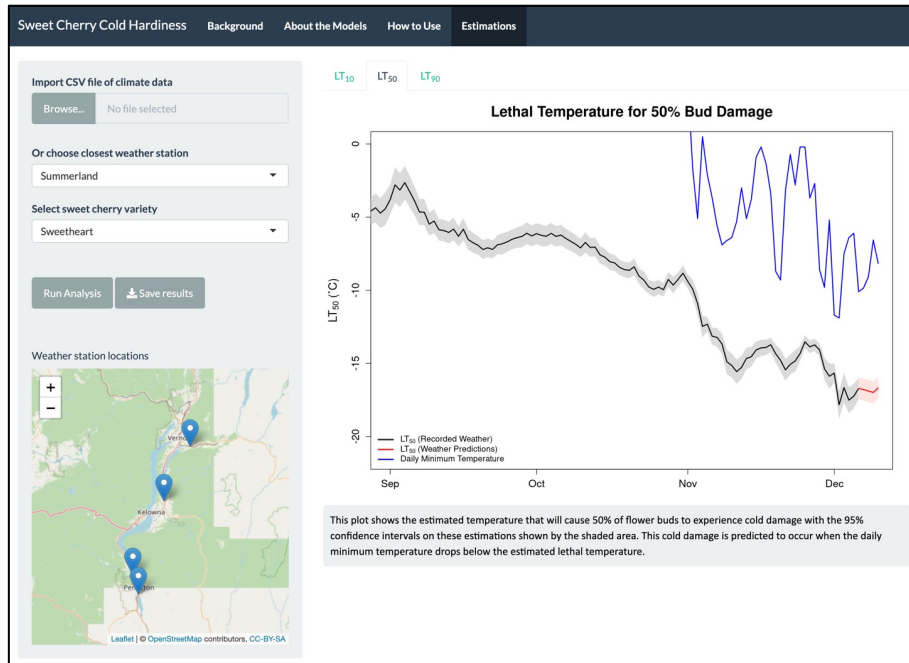 Sweet Cherry Cold Hardiness Background About the Models How to Use Estimations
Import CSV file of climate data
Browse... No file selected
Or choose closest weather station
Summerland
Select sweet cherry variety
Sweetheart
Run Analysis Save results
Weather station locations
+
−
Vernon
Kelowna
Penticton
Leaflet | © OpenStreetMap contributors, CC-BY-SA
LT10 LT50 LT90
Lethal Temperature for 50% Bud Damage
LT50 (°C)
0
-5
-10
-15
-20
LT50 (Recorded Weather)
LT50 (Weather Predictions)
Daily Minimum Temperature
Sep Oct Nov Dec
This plot shows the estimated temperature that will cause 50% of flower buds to experience cold damage with the 95%
confidence intervals on these estimations shown by the shaded area. This cold damage is predicted to occur when the daily
minimum temperature drops below the estimated lethal temperature.